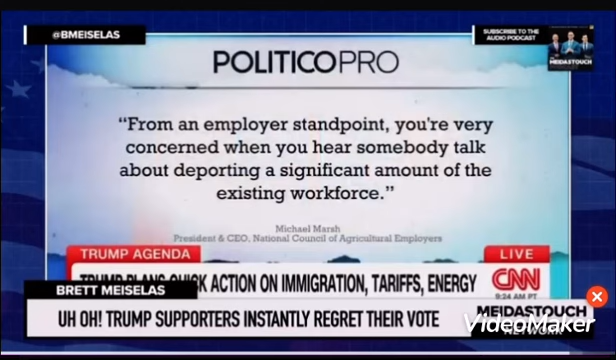 @BMEISELAS
SUBSCRIBE TO THE
AUDIO PODCAST
MEIDASTOUCH
POLITICOPRO
“From an employer standpoint, you're very
concerned when you hear somebody talk
about deporting a significant amount of the
existing workforce.”
Michael Marsh
President & CEO, National Council of Agricultural Employers
TRUMP AGENDA
LIVE
TRUMP PLANS QUICK ACTION ON IMMIGRATION, TARIFFS, ENERGY
CNN
9:24 AM PT
BRETT MEISELAS
UH OH! TRUMP SUPPORTERS INSTANTLY REGRET THEIR VOTE
MEIDASTOUCH
NETWORK
VideoMaker